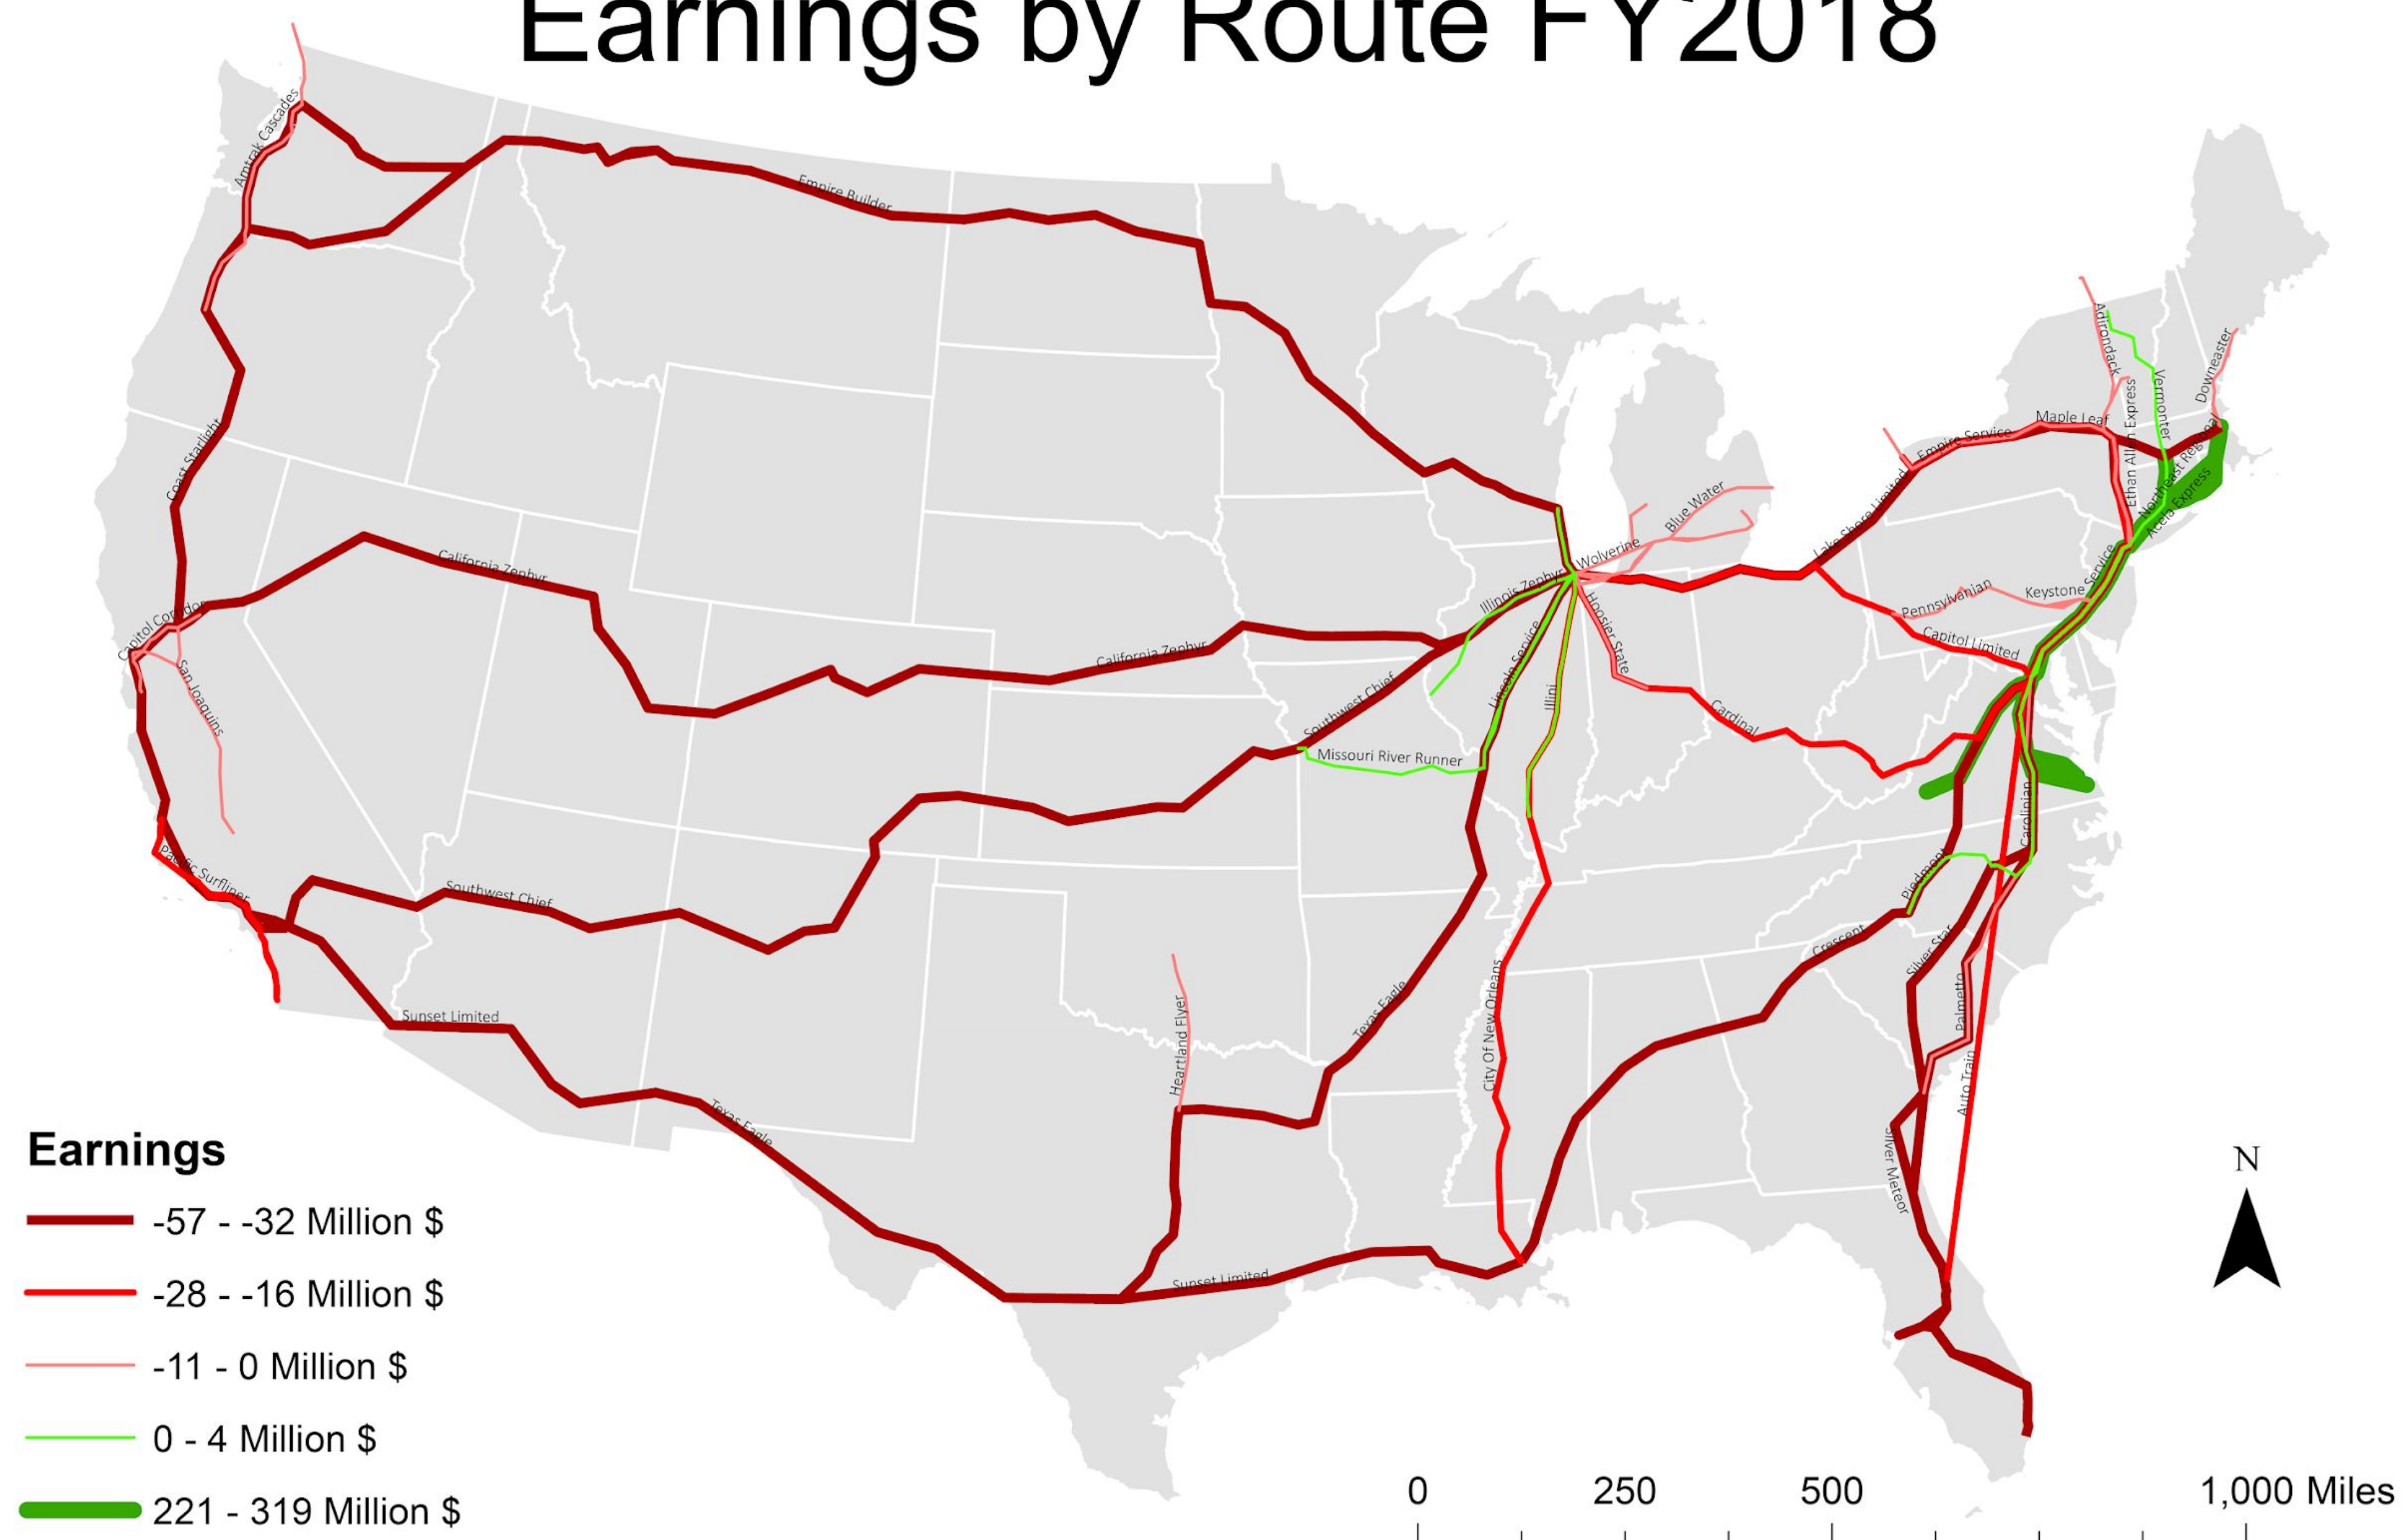 Earnings by Route FY2018
Amtrak Cascades
Empire Builder
Coast Starlight
California Zephyr
Capitol Corridor
San Joaquins
California Zephyr
Illinois Zephyr
Wolverine
Blue Water
Hoosier State
Lincoln Service
Illini
Southwest Chief
Missouri River Runner
Cardinal
Lake Shore Limited
Empire Service
Maple Leaf
Adirondack
Ethan Allen Express
Vermonter
Downeaster
Northeast Regional
Acela Express
Keystone Service
Pennsylvanian
Capitol Limited
Carolinian
Piedmont
Crescent
Silver Star
Palmetto
Auto Train
Silver Meteor
City Of New Orleans
Texas Eagle
Heartland Flyer
Pacific Surfliner
Southwest Chief
Sunset Limited
Texas Eagle
Sunset Limited
Earnings
-57 - -32 Million $
-28 - -16 Million $
-11 - 0 Million $
0 - 4 Million $
221 - 319 Million $
N
0 250 500 1,000 Miles